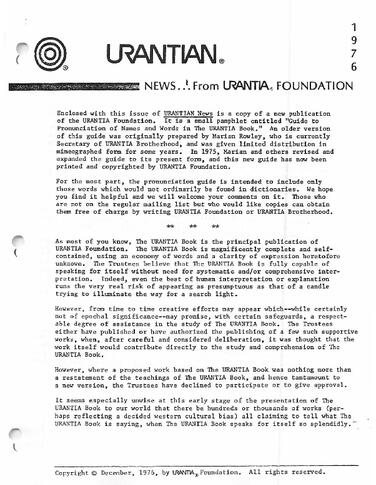 1976
URANTIAN®
NEWS... From URANTIA® FOUNDATION
Enclosed with this issue of URANTIAN News is a copy of a new publication
of the URANTIA Foundation. It is a small pamphlet entitled "Guide to
Pronunciation of Names and Words in The URANTIA Book." An older version
of this guide was originally prepared by Marian Rowley, who is currently
Secretary of URANTIA Brotherhood, and was given limited distribution in
mimeographed form for some years. In 1975, Marian and others revised and
expanded the guide to its present form, and this new guide has now been
printed and copyrighted by URANTIA Foundation.
For the most part, the pronunciation guide is intended to include only
those words which would not ordinarily be found in dictionaries. We hope
you find it helpful and we will welcome your comments on it. Those who
are not on the regular mailing list but who would like copies can obtain
them free of charge by writing URANTIA Foundation or URANTIA Brotherhood.
** ** **
As most of you know, The URANTIA Book is the principal publication of
URANTIA Foundation. The URANTIA Book is magnificently complete and self-
contained, using an economy of words and a clarity of expression heretofore
unknown. The Trustees believe that The URANTIA Book is fully capable of
speaking for itself without need for systematic and/or comprehensive inter-
pretation. Indeed, even the best of human interpretation or explanation
runs the very real risk of appearing as presumptuous as that of a candle
trying to illuminate the way for a search light.
However, from time to time creative efforts may appear which--while certainly
not of epochal significance--may promise, with certain safeguards, a respect-
able degree of assistance in the study of The URANTIA Book. The Trustees
either have published or have authorized the publishing of a few such supportive
works, when, after careful and considered deliberation, it was thought that the
work itself would contribute directly to the study and comprehension of The
URANTIA Book.
However, where a proposed work based on The URANTIA Book was nothing more than
a restatement of the teachings of The URANTIA Book, and hence tantamount to
a new version, the Trustees have declined to participate or to give approval.
It seems especially unwise at this early stage of the presentation of The
URANTIA Book to our world that there be hundreds or thousands of works (per-
haps reflecting a decided western cultural bias) all claiming to tell what The
URANTIA Book is saying, when The URANTIA Book speaks for itself so splendidly."
Copyright © December, 1976, by URANTIA® Foundation. All rights reserved.